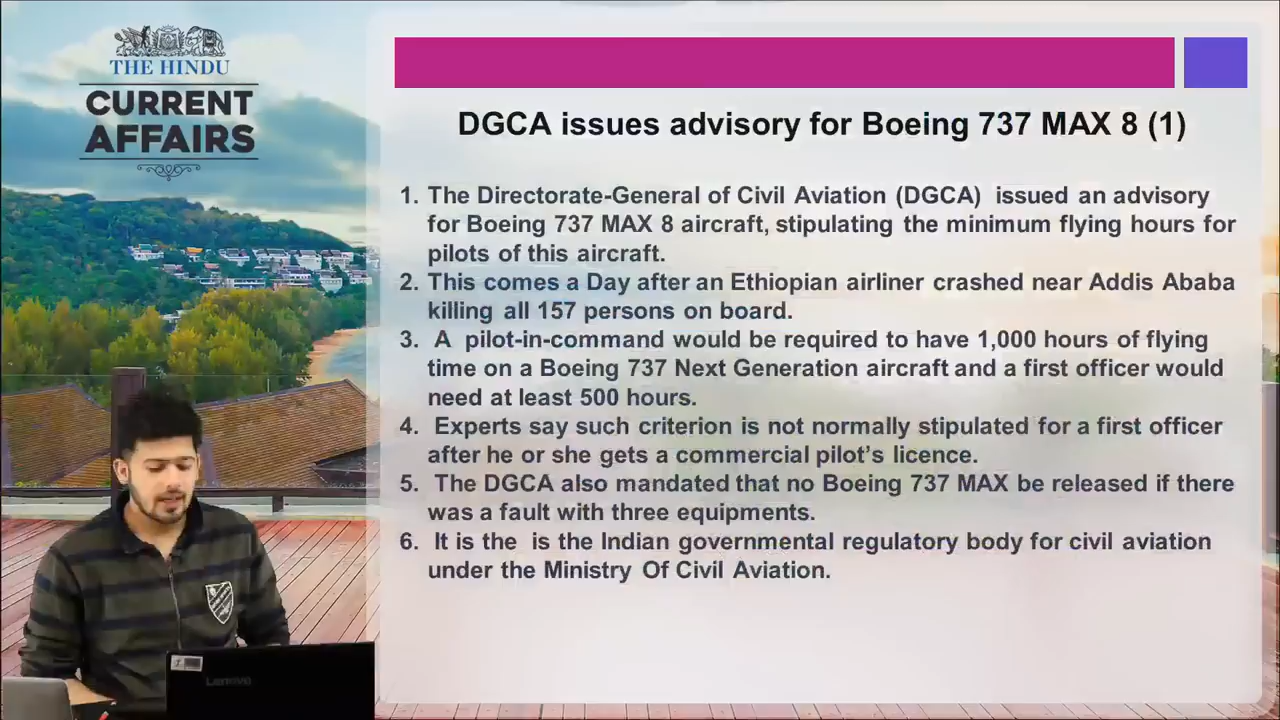 THE HINDU
CURRENT
AFFAIRS
DGCA issues advisory for Boeing 737 MAX 8 (1)
1. The Directorate-General of Civil Aviation (DGCA) issued an advisory
for Boeing 737 MAX 8 aircraft, stipulating the minimum flying hours for
pilots of this aircraft.
2. This comes a Day after an Ethiopian airliner crashed near Addis Ababa
killing all 157 persons on board.
3. A pilot-in-command would be required to have 1,000 hours of flying
time on a Boeing 737 Next Generation aircraft and a first officer would
need at least 500 hours.
4. Experts say such criterion is not normally stipulated for a first officer
after he or she gets a commercial pilot's licence.
5. The DGCA also mandated that no Boeing 737 MAX be released if there
was a fault with three equipments.
6. It is the is the Indian governmental regulatory body for civil aviation
under the Ministry Of Civil Aviation.
Lenovo